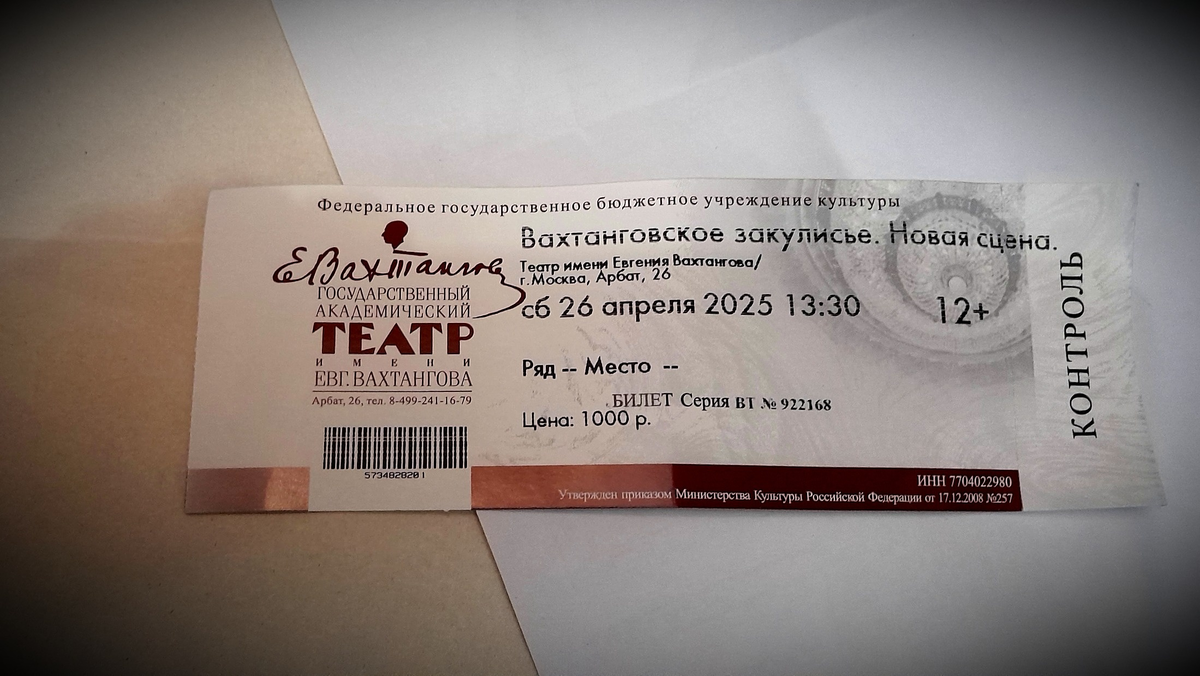 Федеральное государственное бюджетное учреждение культуры
ЕВахтангов
ГОСУДАРСТВЕННЫЙ
АКАДЕМИЧЕСКИЙ
ТЕАТР
ИМЕНИ
ЕВГ. ВАХТАНГОВА
Арбат, 26, тел. 8-499-241-16-79
5734828201
Вахтанговское закулисье. Новая сцена.
Театр имени Евгения Вахтангова/
г.Москва, Арбат, 26
сб 26 апреля 2025 13:30
12+
Ряд -- Место --
БИЛЕТ Серия ВТ № 922168
Цена: 1000 р.
ИНН 7704022980
Утвержден приказом Министерства Культуры Российской Федерации от 17.12.2008 №257
КОНТРОЛЬ